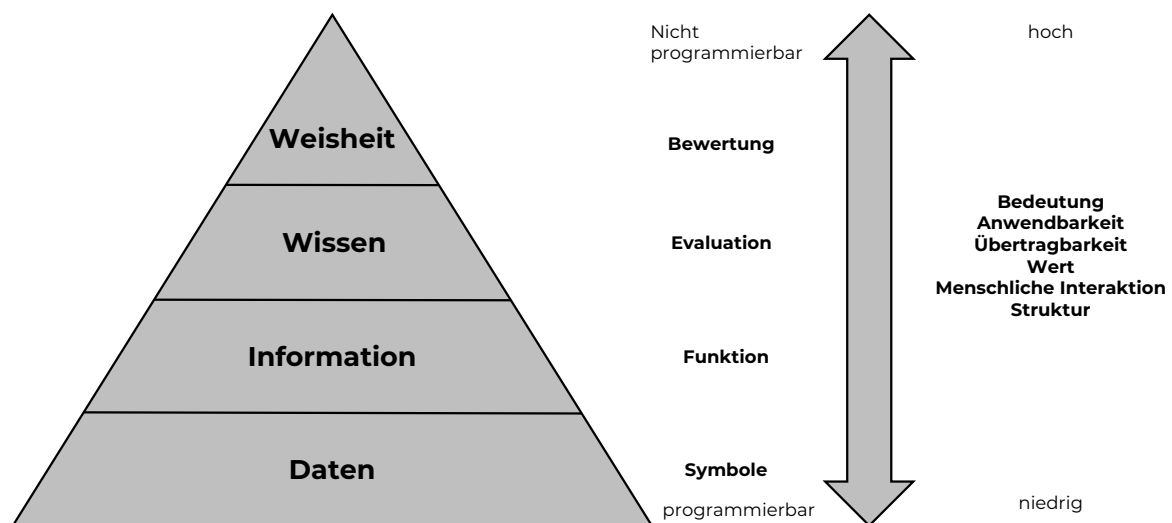 Nicht
programmierbar
hoch
Weisheit
Bewertung
Wissen
Evaluation
Bedeutung
Anwendbarkeit
Übertragbarkeit
Wert
Menschliche Interaktion
Struktur
Information
Funktion
Daten
Symbole
programmierbar
niedrig